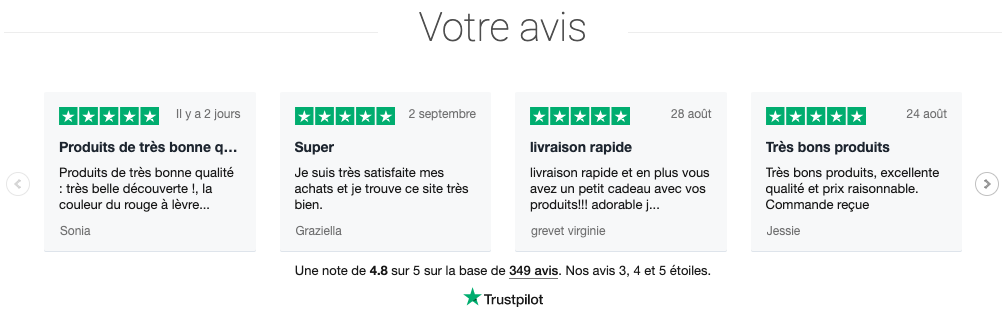 Votre avis
Il y a 2 jours
Produits de très bonne q...
Produits de très bonne qualité
: très belle découverte !, la
couleur du rouge à lèvre...
Sonia
2 septembre
Super
Je suis très satisfaite mes
achats et je trouve ce site très
bien.
Graziella
28 août
livraison rapide
livraison rapide et en plus vous
avez un petit cadeau avec vos
produits!!! adorable j...
grevet virginie
24 août
Très bons produits
Très bons produits, excellente
qualité et prix raisonnable.
Commande reçue
Jessie
Une note de 4.8 sur 5 sur la base de 349 avis. Nos avis 3, 4 et 5 étoiles.
Trustpilot